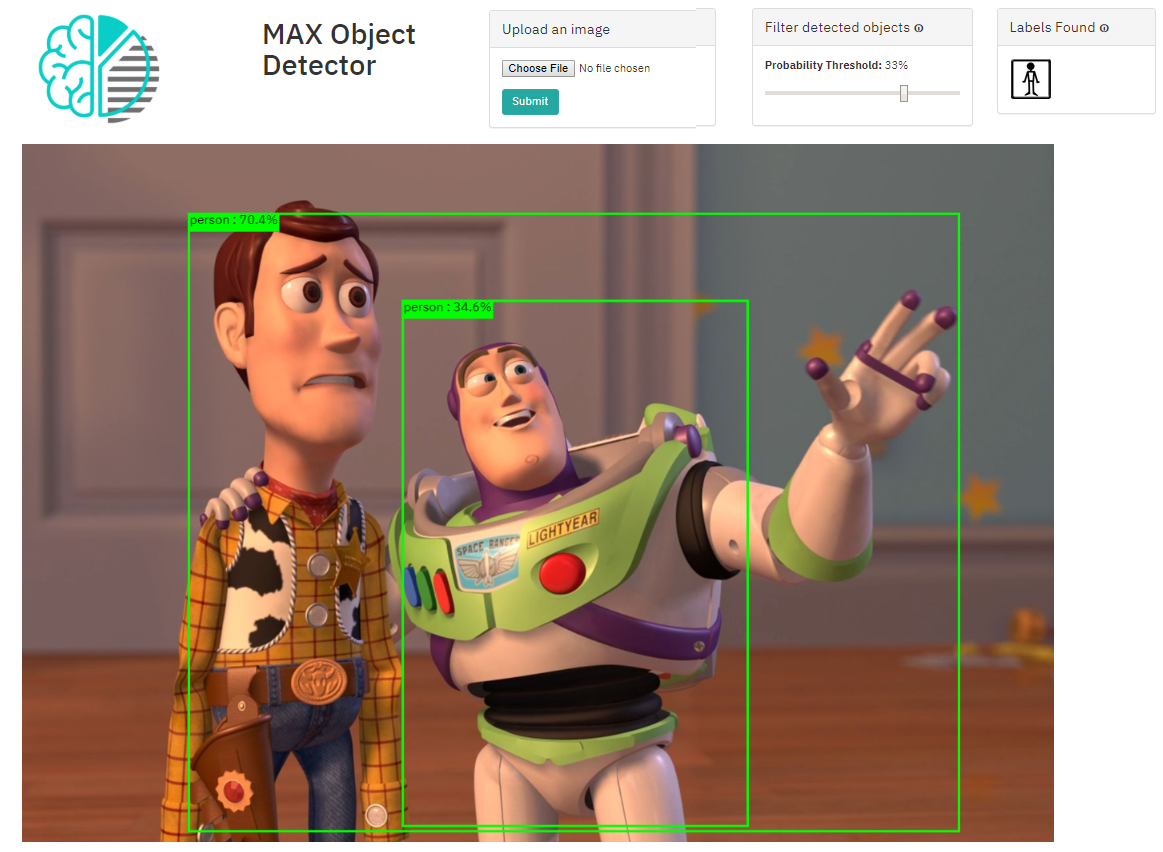 MAX Object
Detector
Upload an image
Choose File No file chosen
Submit
Filter detected objects
Probability Threshold: 33%
Labels Found
person : 70.4%
person : 34.6%
SPACE RANGER
LIGHTYEAR